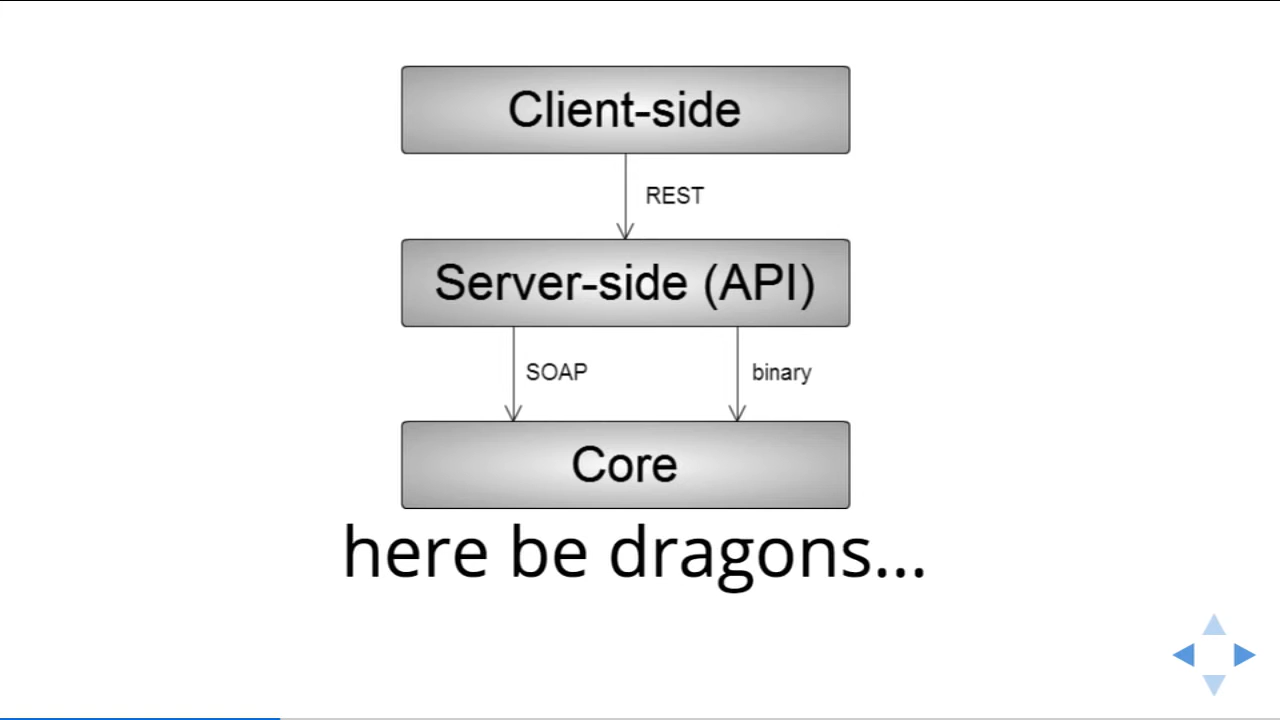 Client-side
REST
Server-side (API)
SOAP
binary
Core
here be dragons...